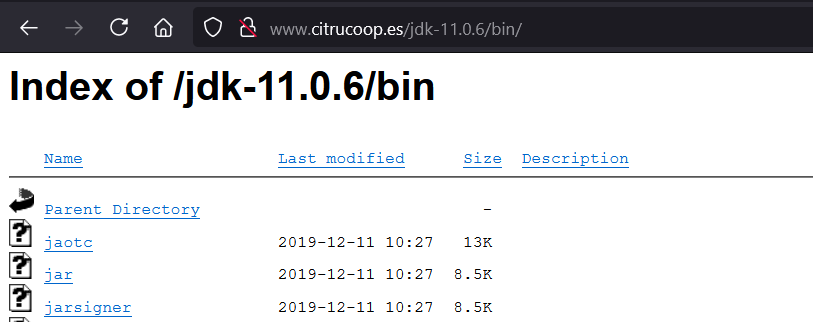 www.citrucoop.es/jdk-11.0.6/bin/
Index of /jdk-11.0.6/bin
Name Last modified Size Description
Parent Directory -
jaotc 2019-12-11 10:27 13K
jar 2019-12-11 10:27 8.5K
jarsigner 2019-12-11 10:27 8.5K